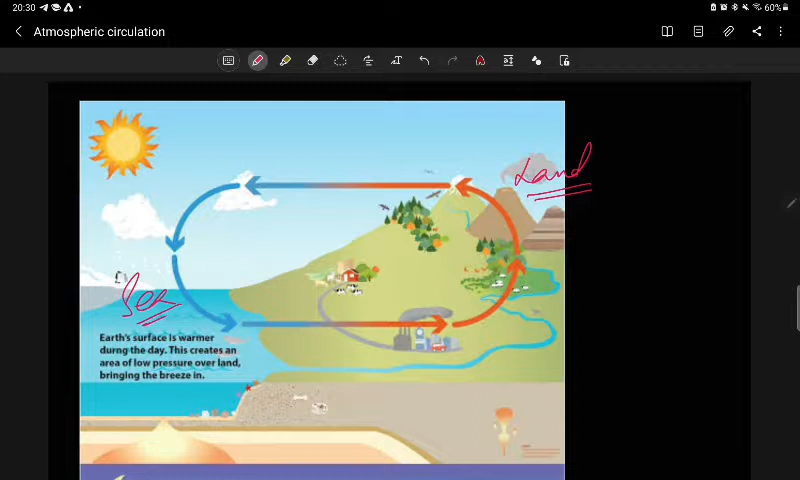 20:30
60%
Atmospheric circulation
Land
Sea
Earth's surface is warmer
durng the day. This creates an
area of low pressure over land,
bringing the breeze in.